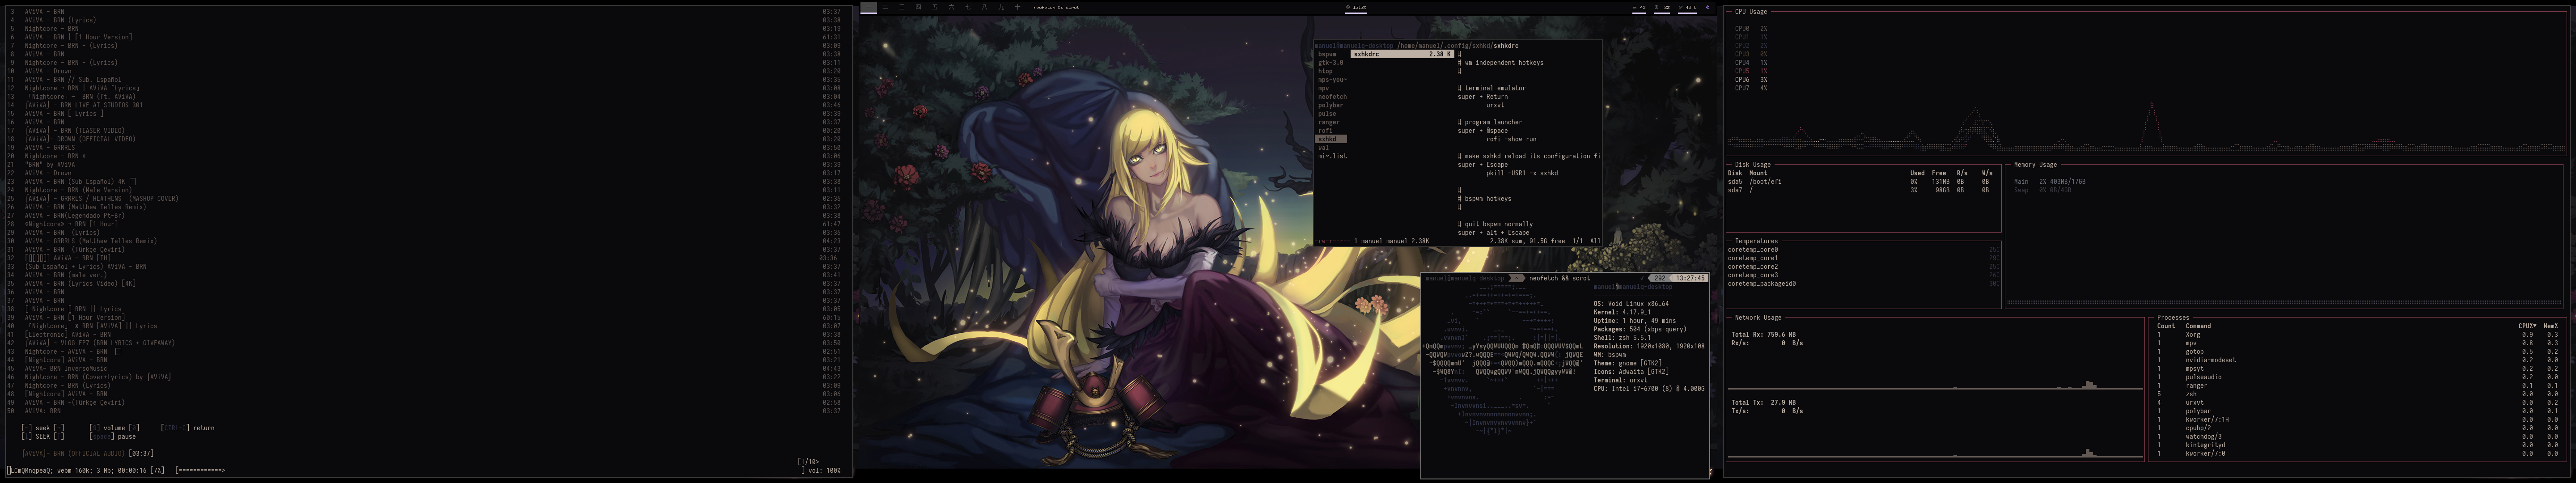 3 AViVA - BRN 03:37
4 AViVA - BRN (Lyrics) 03:38
5 Nightcore - BRN 03:19
6 AViVA - BRN | [1 Hour Version] 61:31
7 Nightcore - BRN - (Lyrics) 03:09
8 AViVA - BRN 03:38
9 Nightcore - BRN - (Lyrics) 03:11
10 AViVA - Drown 03:20
11 AViVA - BRN // Sub. Español 03:35
12 Nightcore → BRN | AViVA 「Lyrics」 03:08
13 「Nightcore」→ BRN (ft. AViVA) 03:04
14 [AViVA] - BRN LIVE AT STUDIOS 301 03:46
15 AViVA - BRN [ Lyrics ] 03:39
16 AViVA - BRN 03:37
17 [AViVA] - BRN (TEASER VIDEO) 00:20
18 [AViVA]- DROWN (OFFICIAL VIDEO) 03:20
19 AViVA - GRRRLS 03:50
20 Nightcore - BRN 03:06
21 "BRN" by AViVA 03:39
22 AViVA - Drown 03:17
23 AViVA - BRN (Sub Español) 4K 03:38
24 Nightcore - BRN (Male Version) 03:11
25 [AViVA] - GRRRLS / HEATHENS (MASHUP COVER) 02:36
26 AViVA - BRN (Matthew Telles Remix) 03:32
27 AViVA - BRN(Legendado Pt-Br) 03:38
28 »Nightcore« → BRN [1 Hour] 61:47
29 AViVA - BRN (Lyric) 03:36
30 AViVA - GRRRLS (Matthew Telles Remix) 04:23
31 AViVA - BRN (Türkçe Çeviri) 03:37
32 AViVA - BRN [1H] 03:36
33 (Sub Español + Lyrics) AViVA - BRN 03:37
34 AViVA - BRN (male ver.) 03:41
35 AViVA - BRN (Lyrics Video) [4K] 03:37
36 AViVA - BRN 03:37
37 AViVA - BRN 03:37
38 Nightcore BRN || Lyrics 03:05
39 AViVA - BRN [1 Hour Version] 60:15
40 「Nightcore」 BRN [AViVA] || Lyrics 03:07
41 [Electronic] AViVA - BRN 03:38
42 [AViVA] - VLOG EP7 (BRN LYRICS + GIVEAWAY) 03:50
43 Nightcore - AViVA - BRN 02:51
44 [Nightcore] AViVA - BRN 03:21
45 AViVA- BRN InversoMusic 04:43
46 Nightcore - BRN (Cover+Lyrics) by [AViVA] 03:22
47 Nightcore - BRN (Lyrics) 03:09
48 [Nightcore] AViVA - BRN 03:06
49 AViVA - BRN -(Türkçe Çeviri) 02:58
50 AViVA: BRN 03:37
seek volume [CTRL-C] return
SEEK [space] pause
[AViVA]- BRN (OFFICIAL AUDIO) [03:37]
LCmQMnqpeaQ; webm 160k; 3 Mb; 00:00:16 [7%] [============>
[:/10>
] vol: 100%
一 二 三 四 五 六 七 八 九 十 neofetch && scrot
13:30
43°C
manuel@manuelq-desktop /home/manuel/.config/sxhkd/sxhkdrc
bspwm sxhkdrc 2.38 K #
gtk-3.0 # wm independent hotkeys
htop #
mps-you~
mpv # terminal emulator
neofetch super + Return
polybar urxvt
pulse
ranger # program launcher
rofi super + @space
sxhkd rofi -show run
wal
mi~.list # make sxhkd reload its configuration fi
super + Escape
pkill -USR1 -x sxhkd
#
# bspwm hotkeys
#
# quit bspwm normally
super + alt + Escape
-rw-r--r-- 1 manuel manuel 2.38K 2.38K sum, 91.5G free 1/1 All
manuel@manuelq-desktop ~ neofetch && scrot ✓ 292 13:27:45
manuel@manuelq-desktop
OS: Void Linux x86_64
Kernel: 4.17.9_1
Uptime: 1 hour, 49 mins
Packages: 504 (xbps-query)
Shell: zsh 5.5.1
Resolution: 1920x1080, 1920x108
WM: bspwm
Theme: gnome [GTK2]
Icons: Adwaita [GTK2]
Terminal: urxvt
CPU: Intel i7-6700 (8) @ 4.000G
CPU Usage
CPU0 2%
CPU1 1%
CPU2 2%
CPU3 0%
CPU4 1%
CPU5 1%
CPU6 3%
CPU7 4%
Disk Usage
Disk Mount Used Free R/s W/s
sda5 /boot/efi 0% 131MB 0B 0B
sda7 / 3% 98GB 0B 0B
Memory Usage
Main 2% 403MB/17GB
Swap 0% 0B/4GB
Temperatures
coretemp_core0
coretemp_core1
coretemp_core2
coretemp_core3
coretemp_packageid0
Network Usage
Total Rx: 759.6 MB
Rx/s: 0 B/s
Total Tx: 27.9 MB
Tx/s: 0 B/s
Processes
Count Command CPU%▼ Mem%
1 Xorg 0.9 0.3
1 mpv 0.8 0.3
1 gotop 0.5 0.2
1 nvidia-modeset 0.2 0.0
1 mpsyt 0.2 0.2
1 pulseaudio 0.2 0.0
1 ranger 0.1 0.1
5 zsh 0.0 0.0
4 urxvt 0.0 0.2
1 polybar 0.0 0.1
1 kworker/7:1H 0.0 0.0
1 cpuhp/2 0.0 0.0
1 watchdog/3 0.0 0.0
1 kintegrityd 0.0 0.0
1 kworker/7:0 0.0 0.0